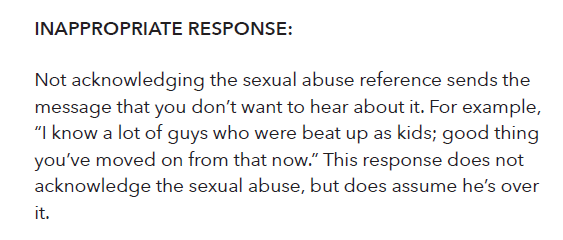 INAPPROPRIATE RESPONSE:
Not acknowledging the sexual abuse reference sends the
message that you don’t want to hear about it. For example,
“I know a lot of guys who were beat up as kids; good thing
you’ve moved on from that now.” This response does not
acknowledge the sexual abuse, but does assume he’s over
it.